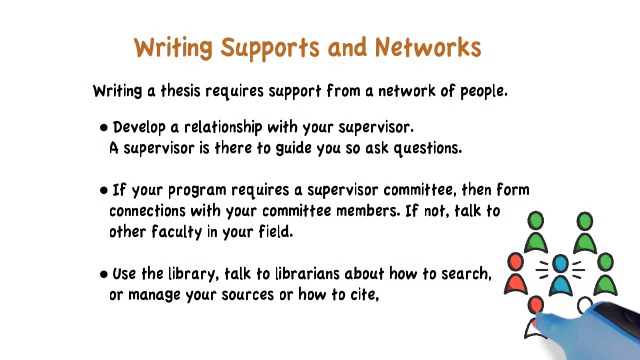 Writing Supports and Networks
Writing a thesis requires support from a network of people.
● Develop a relationship with your supervisor.
A supervisor is there to guide you so ask questions.
● If your program requires a supervisor committee, then form
connections with your committee members. If not, talk to
other faculty in your field.
● Use the library, talk to librarians about how to search,
or manage your sources or how to cite,